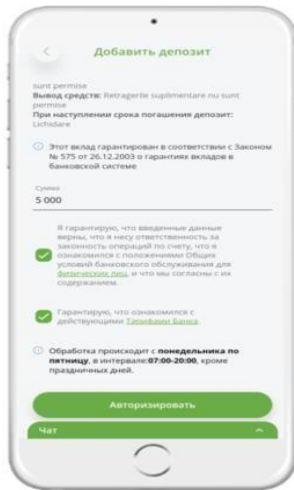 Добавить депозит
sunt permise
Вывод средств: Retragerile suplimentare nu sunt
permise
При наступлении срока погашения депозит:
Lichidare
Этот вклад гарантирован в соответствии с Законом
№ 575 от 26.12.2003 о гарантиях вкладов в
банковской системе
Сумма
5 000
Я гарантирую, что введенные данные
верны, что я несу ответственность за
законность операций по счету, что я
ознакомился с положениями Общих
условий банковского обслуживания для
физических лиц, и что мы согласны с их
содержанием.
Гарантирую, что ознакомился с
действующими Тарифами Банка.
Обработка происходит с понедельника по
пятницу, в интервале:07:00-20:00, кроме
праздничных дней.
Авторизировать
Чат